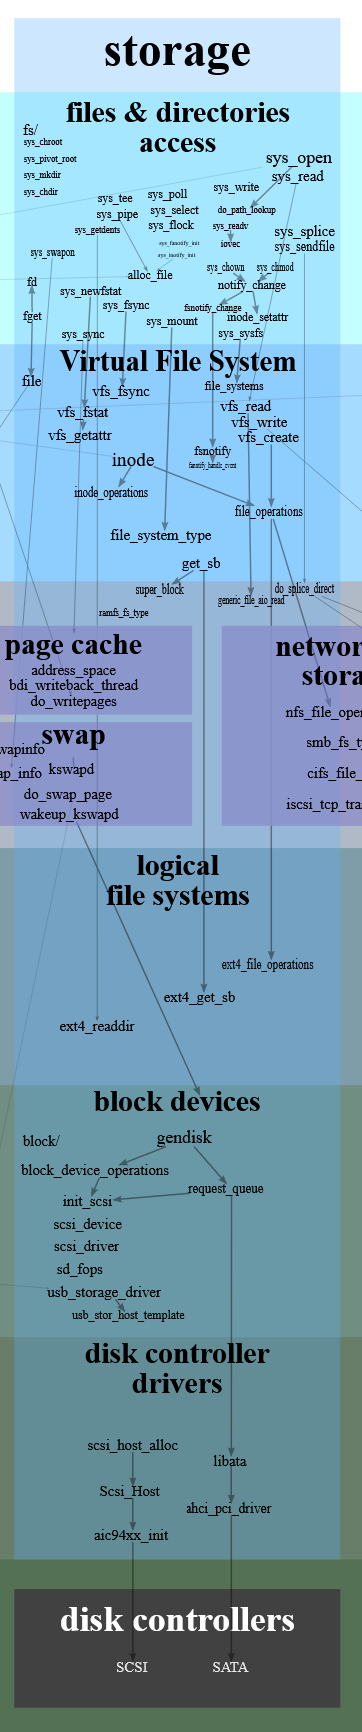 storage
files & directories
access
fs/
sys_chroot
sys_pivot_root
sys_mkdir
sys_chdir
sys_open
sys_read
sys_tee
sys_poll
sys_write
sys_pipe
sys_select
do_path_lookup
sys_getdents
sys_flock
sys_readv
sys_splice
sys_fanotify_init
iovec
sys_sendfile
sys_swapon
sys_inotify_init
alloc_file
sys_chown
sys_chmod
fd
sys_newfstat
notify_change
sys_fsync
fsnotify_change
fget
sys_mount
inode_setattr
sys_sync
sys_sysfs
Virtual File System
file
vfs_fsync
file_systems
vfs_fstat
vfs_read
vfs_write
vfs_getattr
vfs_create
inode
fsnotify
fanotify_handle_event
inode_operations
file_operations
file_system_type
get_sb
super_block
do_splice_direct
generic_file_aio_read
ramfs_fs_type
page cache
address_space
bdi_writeback_thread
do_writepages
networ
stora
nfs_file_oper
smb_fs_ty
cifs_file_
iscsi_tcp_tra
swap
wapinfo
ap_info
kswapd
do_swap_page
wakeup_kswapd
logical
file systems
ext4_file_operations
ext4_get_sb
ext4_readdir
block devices
block/
gendisk
block_device_operations
request_queue
init_scsi
scsi_device
scsi_driver
sd_fops
usb_storage_driver
usb_stor_host_template
disk controller
drivers
scsi_host_alloc
libata
Scsi_Host
ahci_pci_driver
aic94xx_init
disk controllers
SCSI
SATA